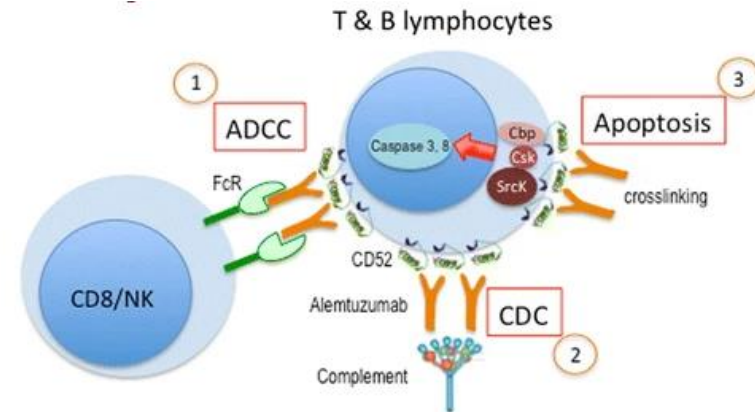 T & B lymphocytes
1
ADCC
FcR
CD8/NK
Caspase 3, 8
Cbp
Csk
SrcK
3
Apoptosis
crosslinking
CD52
Alemtuzumab
CDC
2
Complement